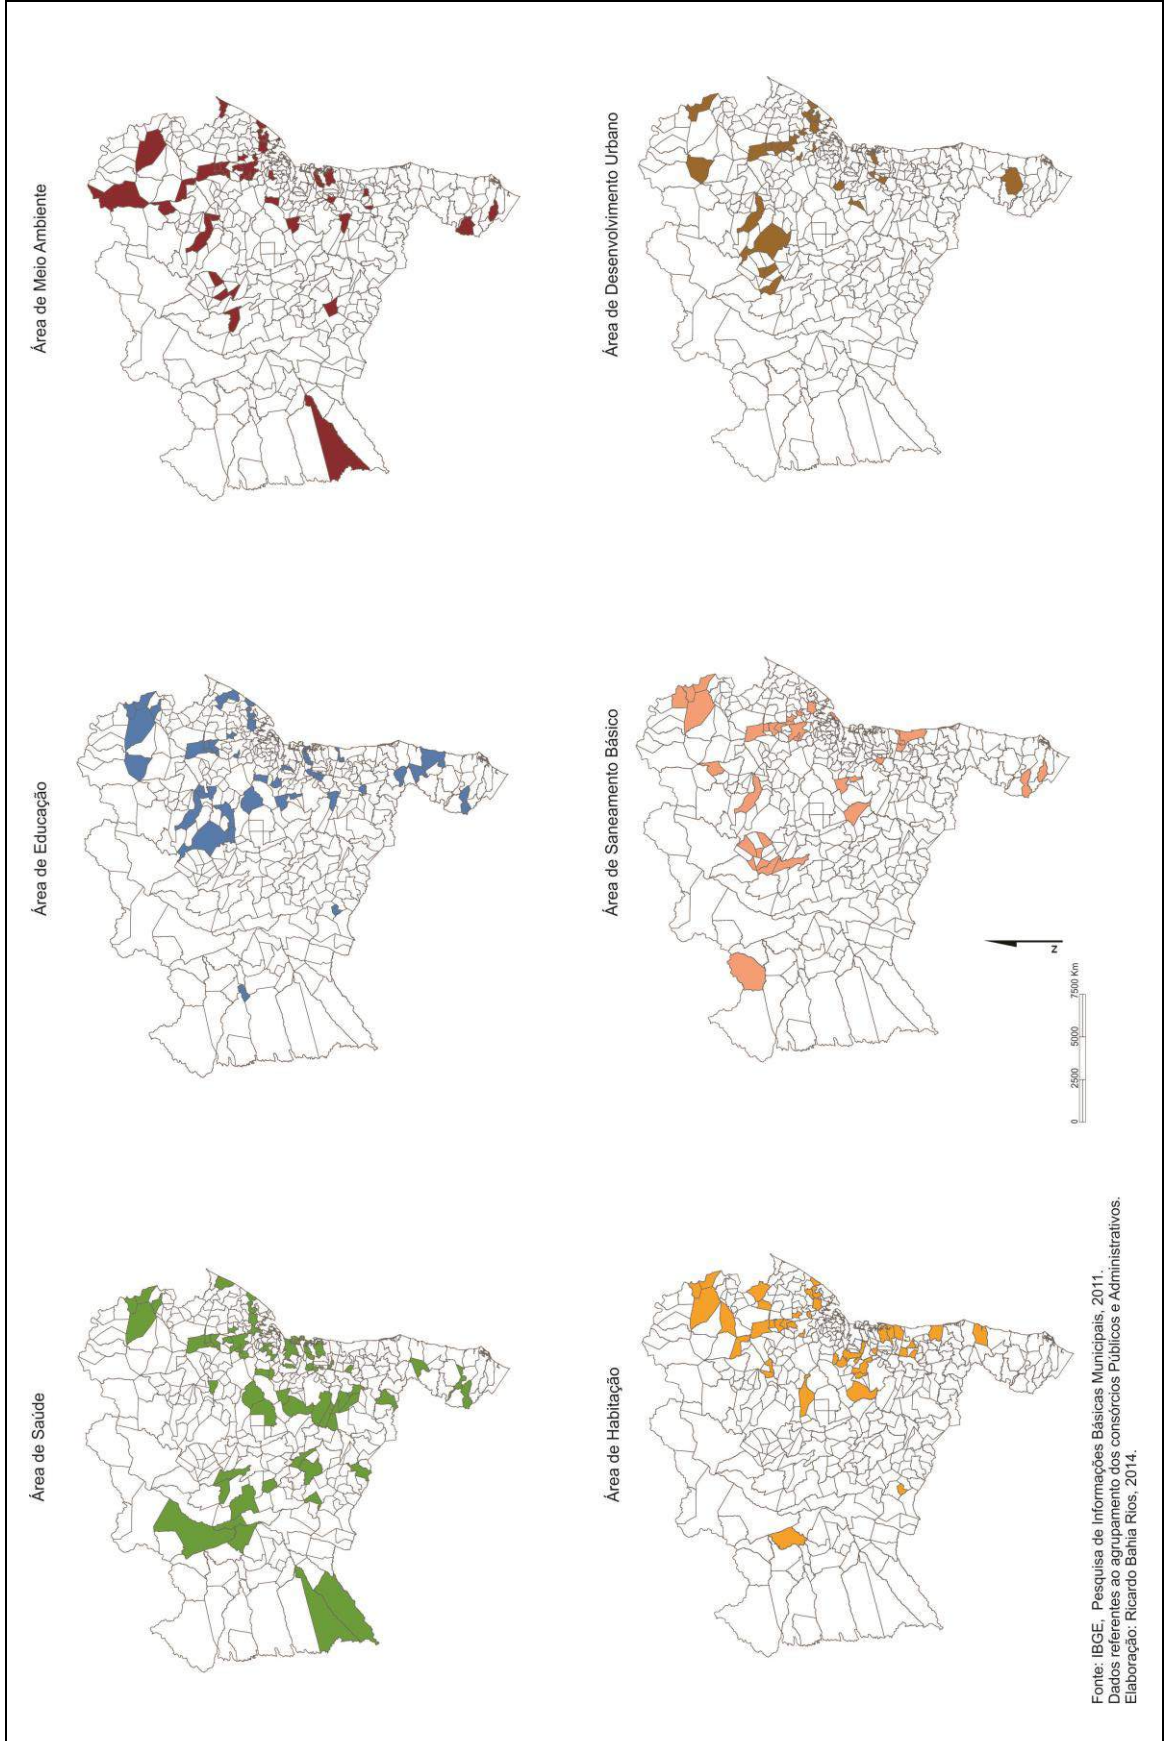 Área de Saúde
Área de Educação
Área de Meio Ambiente
Área de Habitação
Área de Saneamento Básico
Área de Desenvolvimento Urbano
N
0 2500 5000 7500 Km
Fonte: IBGE, Pesquisa de Informações Básicas Municipais, 2011.
Dados referentes ao agrupamento dos consórcios Públicos e Administrativos.
Elaboração: Ricardo Bahia Rios, 2014.